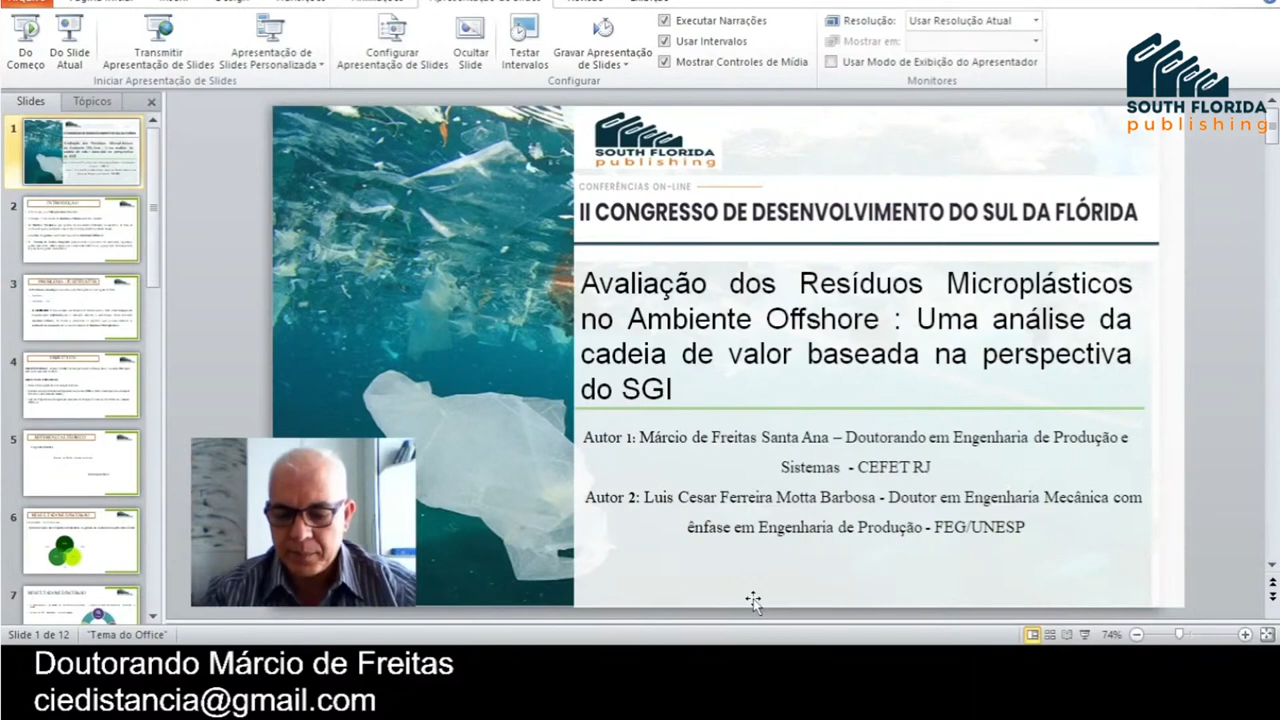 Do Começo
Do Slide Atual
Transmitir Apresentação de Slides
Apresentação de Slides Personalizada
Configurar Apresentação de Slides
Ocultar Slide
Testar Intervalos
Gravar Apresentação de Slides
Executar Narrações
Usar Intervalos
Mostrar Controles de Mídia
Resolução: Usar Resolução Atual
Mostrar em:
Usar Modo de Exibição do Apresentador
Iniciar Apresentação de Slides
Configurar
Monitores
SOUTH FLORIDA
publishing
Slides
Tópicos
1
2
3
4
5
6
7
SOUTH FLORIDA
publishing
CONFERÊNCIAS ON-LINE
II CONGRESSO DE DESENVOLVIMENTO DO SUL DA FLÓRIDA
Avaliação dos Resíduos Microplásticos
no Ambiente Offshore : Uma análise da
cadeia de valor baseada na perspectiva
do SGI
Autor 1: Márcio de Freitas Santa Ana – Doutorando em Engenharia de Produção e
Sistemas - CEFET RJ
Autor 2: Luis Cesar Ferreira Motta Barbosa - Doutor em Engenharia Mecânica com
ênfase em Engenharia de Produção - FEG/UNESP
Slide 1 de 12
"Tema do Office"
74%
Doutorando Márcio de Freitas
ciedistancia@gmail.com